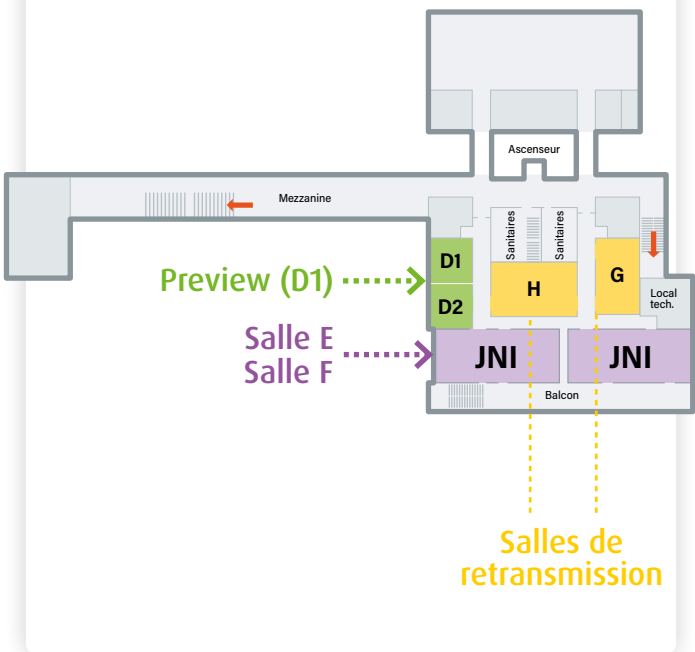 Ascenseur
Mezzanine
Sanitaires
Sanitaires
D1
G
Preview (D1)
H
D2
Local
tech.
Salle E
Salle F
JNI
JNI
Balcon
Salles de
retransmission